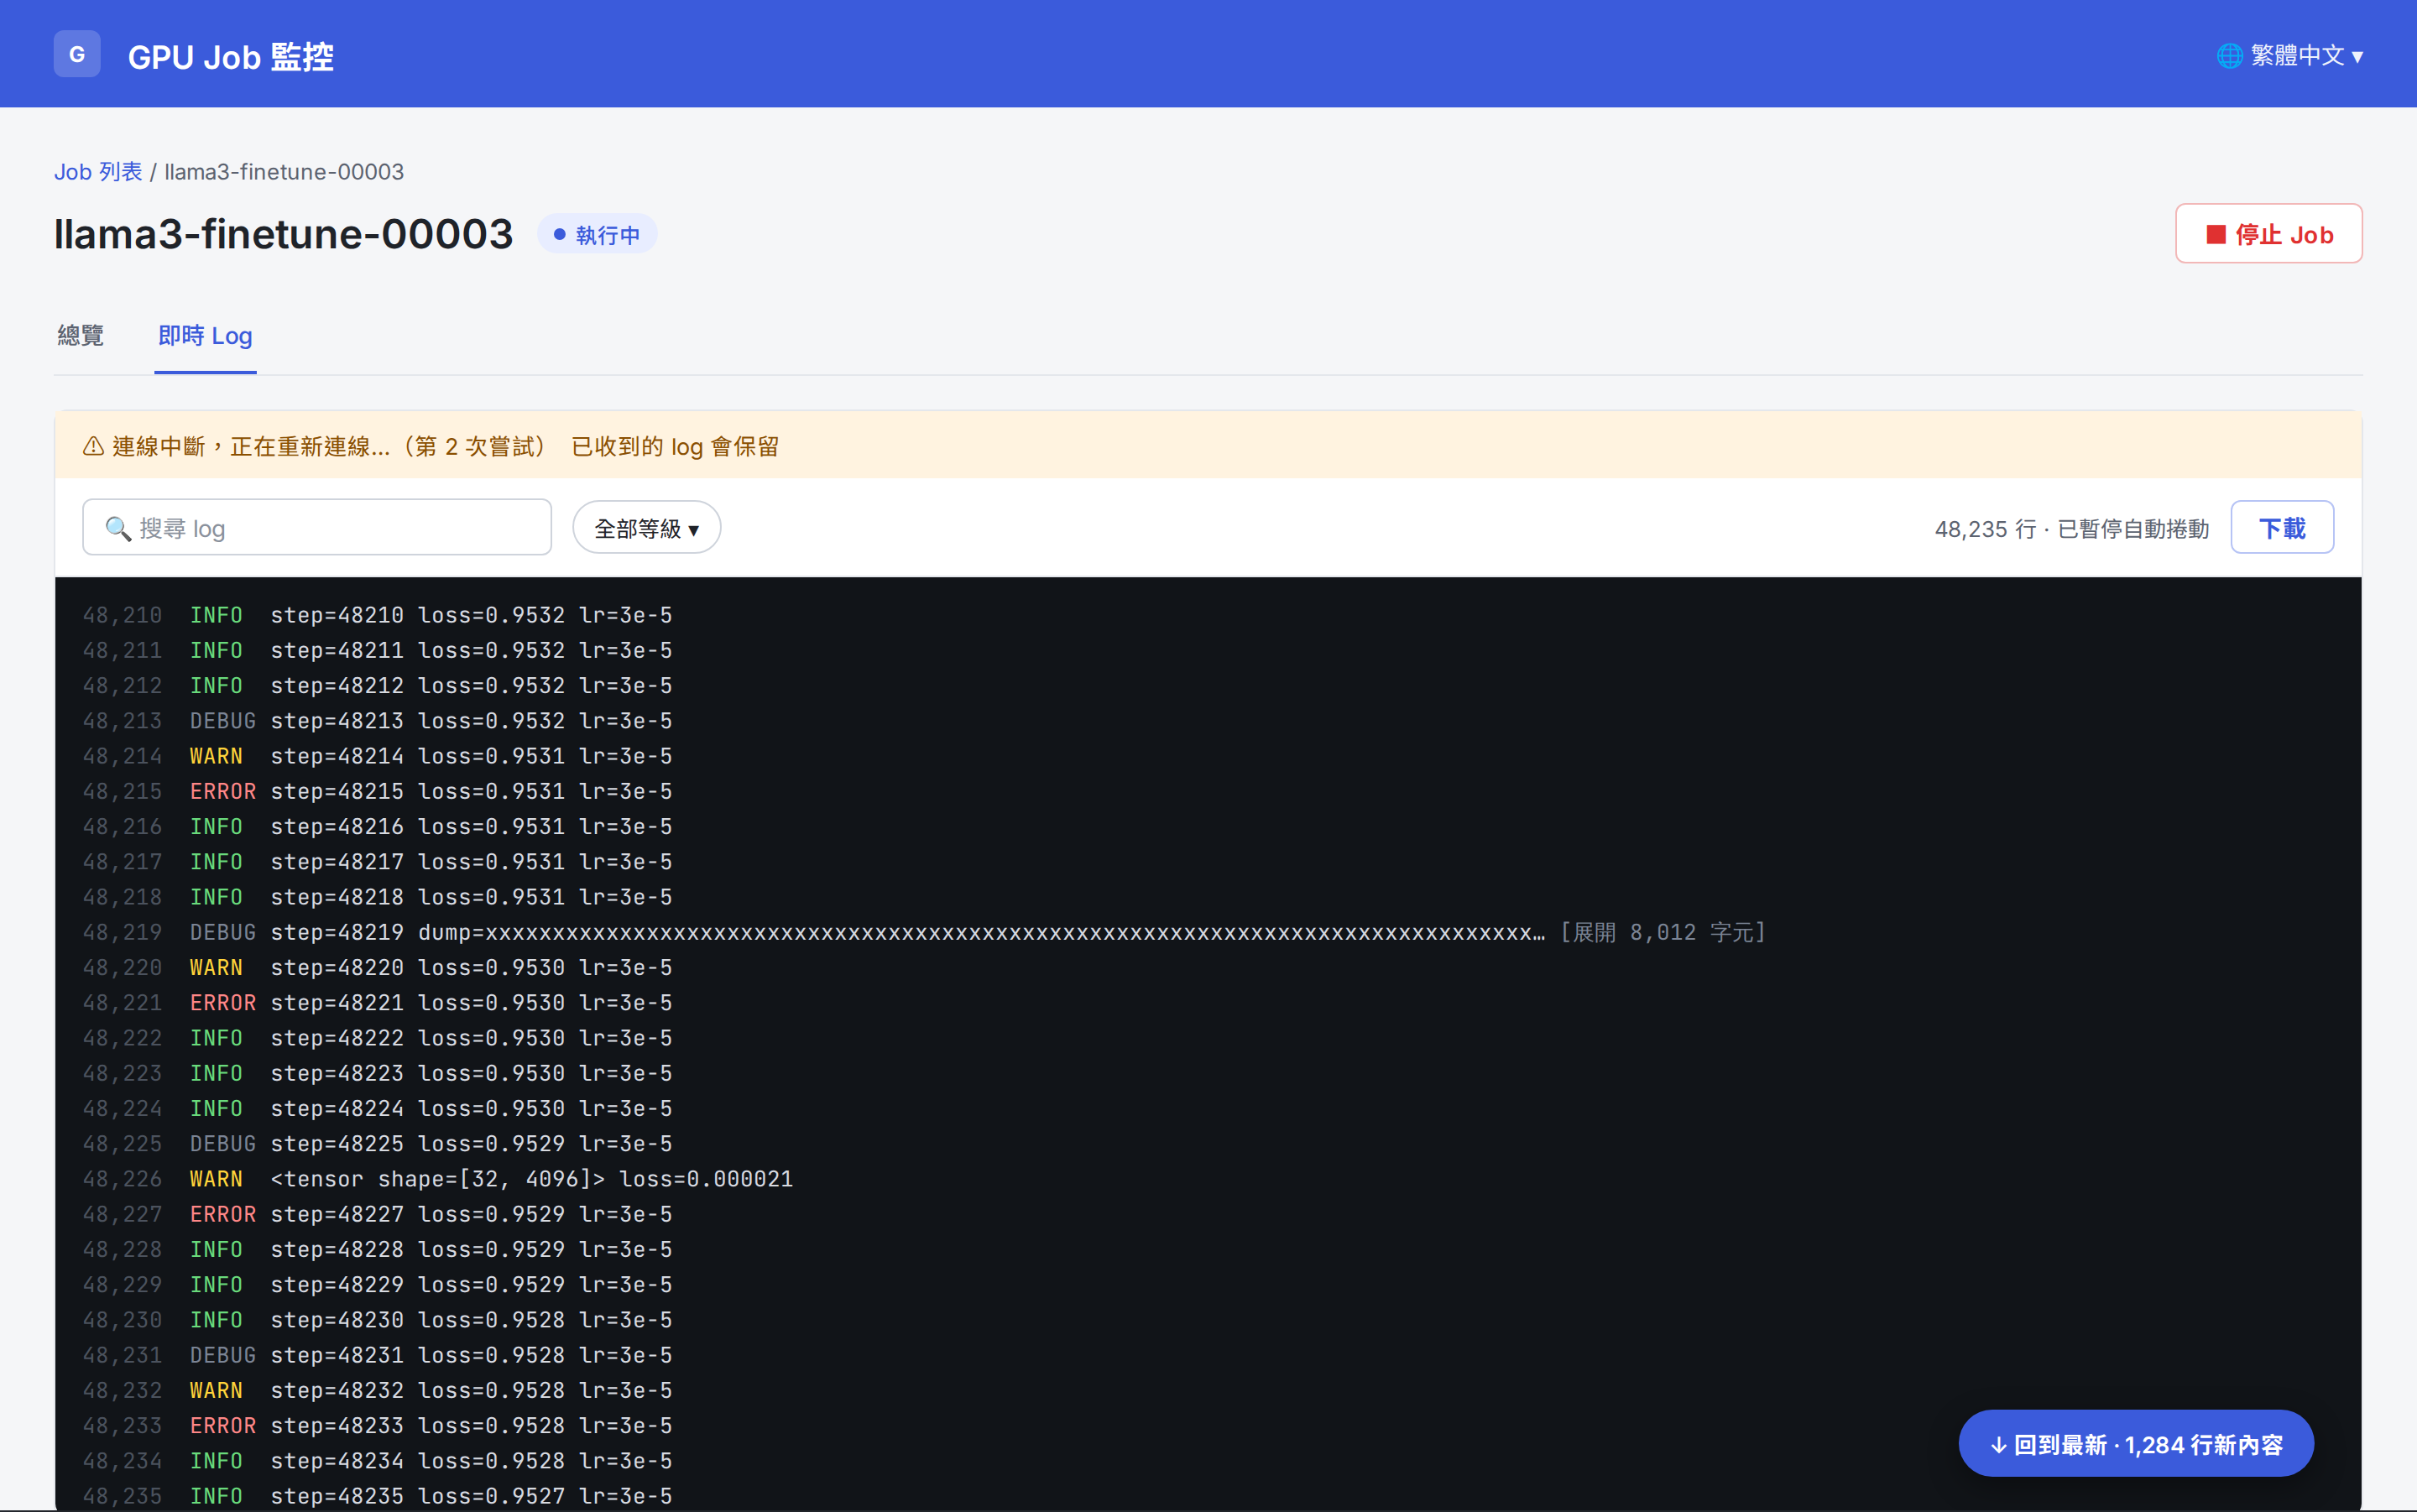 G GPU Job 監控 🌐 繁體中文 ▾
Job 列表 / llama3-finetune-00003
llama3-finetune-00003 ● 執行中 ■ 停止 Job
總覽 即時 Log
⚠ 連線中斷，正在重新連線...（第 2 次嘗試） 已收到的 log 會保留
🔍 搜尋 log 全部等級 ▾ 48,235 行 · 已暫停自動捲動 下載
48,210 INFO step=48210 loss=0.9532 lr=3e-5
48,211 INFO step=48211 loss=0.9532 lr=3e-5
48,212 INFO step=48212 loss=0.9532 lr=3e-5
48,213 DEBUG step=48213 loss=0.9532 lr=3e-5
48,214 WARN step=48214 loss=0.9531 lr=3e-5
48,215 ERROR step=48215 loss=0.9531 lr=3e-5
48,216 INFO step=48216 loss=0.9531 lr=3e-5
48,217 INFO step=48217 loss=0.9531 lr=3e-5
48,218 INFO step=48218 loss=0.9531 lr=3e-5
48,219 DEBUG step=48219 dump=xxxxxxxxxxxxxxxxxxxxxxxxxxxxxxxxxxxxxxxxxxxxxxxxxxxxxxxxxxxxxxxxxxxxxxxxxxxxxx… [展開 8,012 字元]
48,220 WARN step=48220 loss=0.9530 lr=3e-5
48,221 ERROR step=48221 loss=0.9530 lr=3e-5
48,222 INFO step=48222 loss=0.9530 lr=3e-5
48,223 INFO step=48223 loss=0.9530 lr=3e-5
48,224 INFO step=48224 loss=0.9530 lr=3e-5
48,225 DEBUG step=48225 loss=0.9529 lr=3e-5
48,226 WARN <tensor shape=[32, 4096]> loss=0.000021
48,227 ERROR step=48227 loss=0.9529 lr=3e-5
48,228 INFO step=48228 loss=0.9529 lr=3e-5
48,229 INFO step=48229 loss=0.9529 lr=3e-5
48,230 INFO step=48230 loss=0.9528 lr=3e-5
48,231 DEBUG step=48231 loss=0.9528 lr=3e-5
48,232 WARN step=48232 loss=0.9528 lr=3e-5
48,233 ERROR step=48233 loss=0.9528 lr=3e-5
48,234 INFO step=48234 loss=0.9528 lr=3e-5
↓ 回到最新 · 1,284 行新內容
48,235 INFO step=48235 loss=0.9527 lr=3e-5